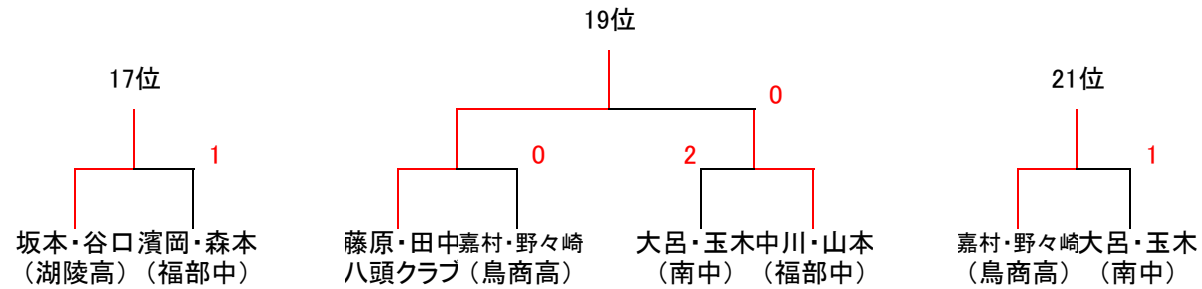 19位
17位
21位
0
1
0
2
1
坂本・谷口 濱岡・森本 藤原・田中 嘉村・野々崎 大呂・玉木 中川・山本 嘉村・野々崎 大呂・玉木
（湖陵高） （福部中） 八頭クラブ （鳥商高） （南中） （福部中） （鳥商高） （南中）